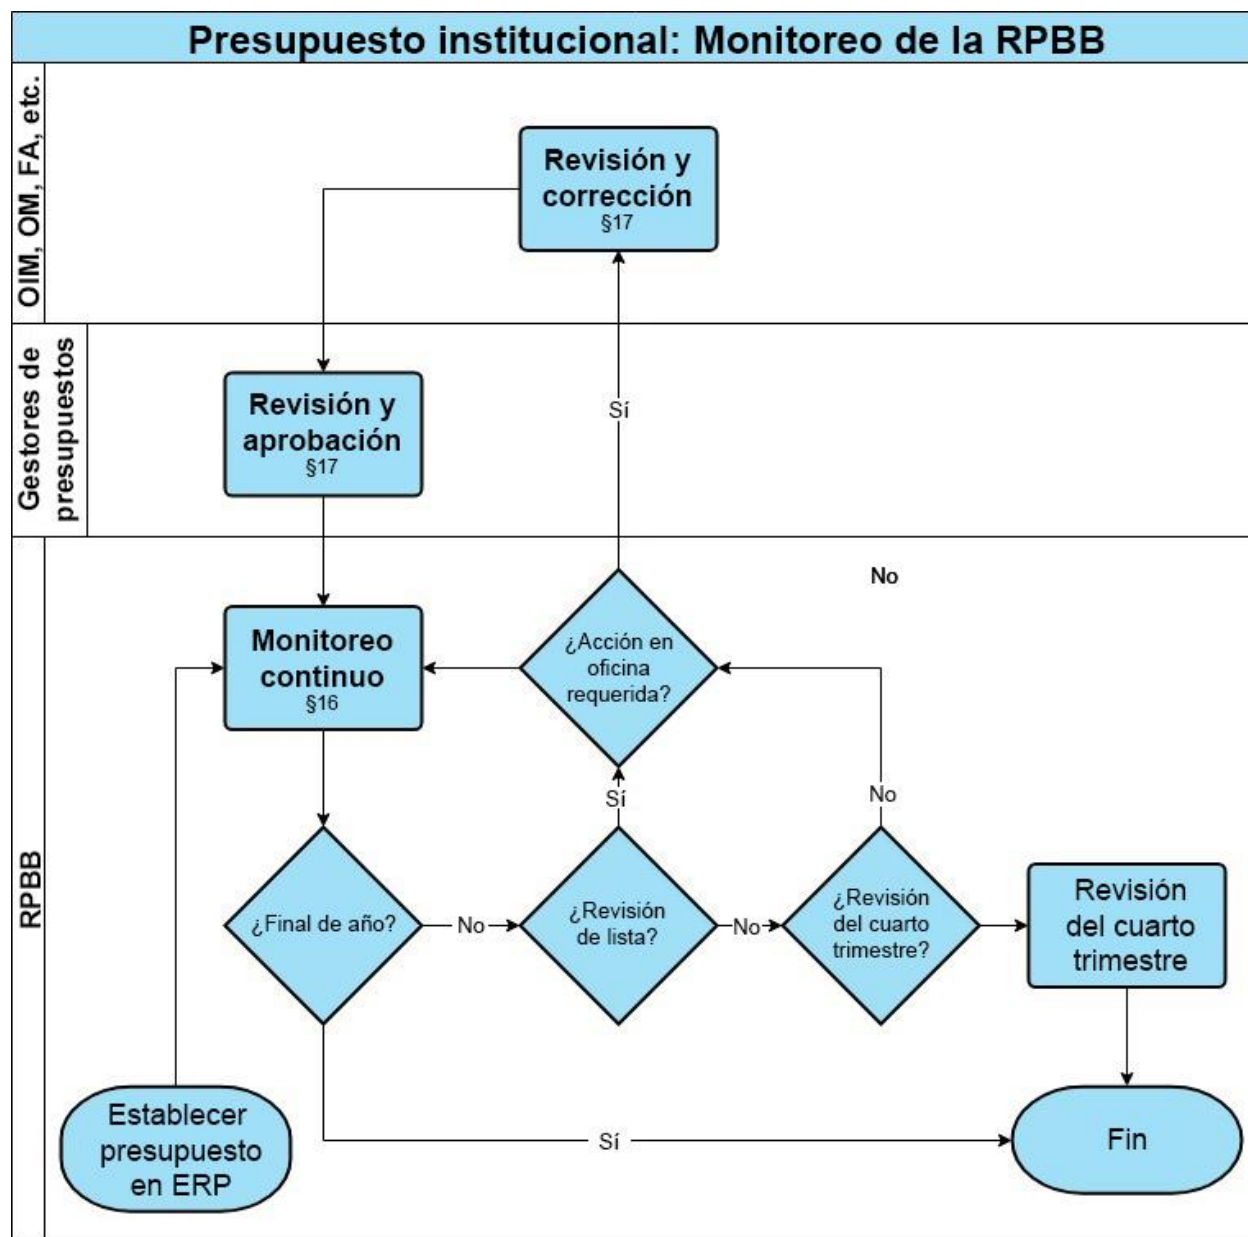 Presupuesto institucional: Monitoreo de la RPBB
OIM, OM, FA, etc.
Revisión y
corrección
§17
Gestores de
presupuestos
Revisión y
aprobación
§17
Sí
RPBB
No
Monitoreo
continuo
§16
¿Acción en
oficina
requerida?
Sí
No
¿Final de año?
No
¿Revisión
de lista?
No
¿Revisión
del cuarto
trimestre?
Revisión
del cuarto
trimestre
Establecer
presupuesto
en ERP
Sí
Fin